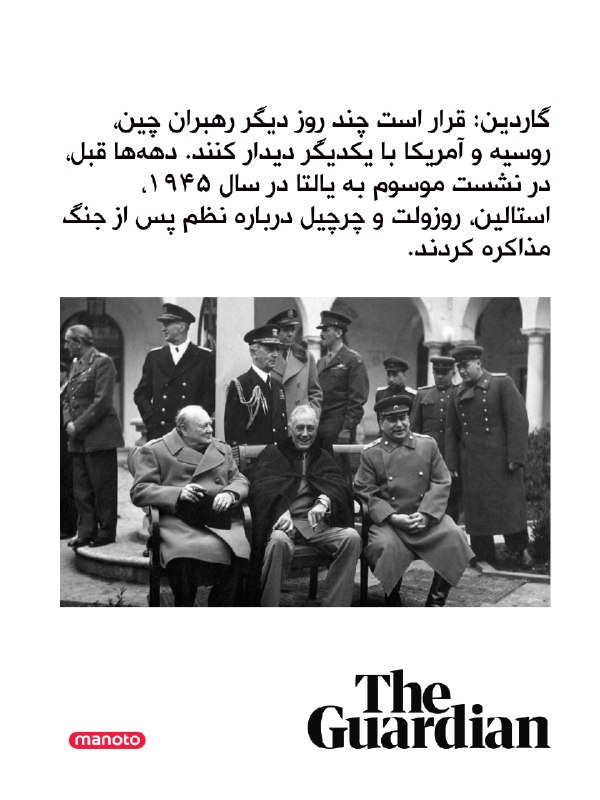 گاردین: قرار است چند روز دیگر رهبران چین،
روسیه و آمریکا با یکدیگر دیدار کنند. دهه‌ها قبل،
در نشست موسوم به یالتا در سال ۱۹۴۵،
استالین، روزولت و چرچیل درباره نظم پس از جنگ
مذاکره کردند.
The
Guardian
manoto